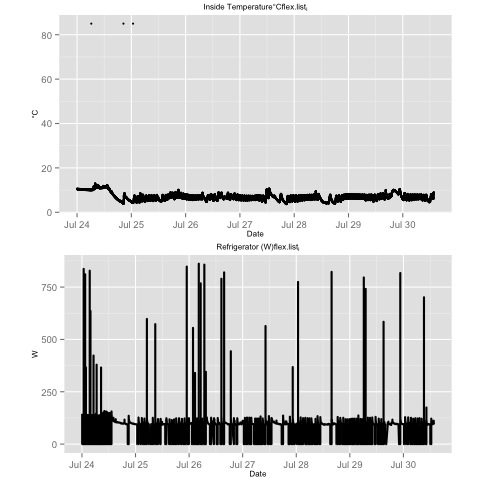 Inside Temperature°Cflex.list,
80
60
40
20
0
°C
Jul 24 Jul 25 Jul 26 Jul 27 Jul 28 Jul 29 Jul 30
Date
Refrigerator (W)flex.list,
750
500
250
0
W
Jul 24 Jul 25 Jul 26 Jul 27 Jul 28 Jul 29 Jul 30
Date